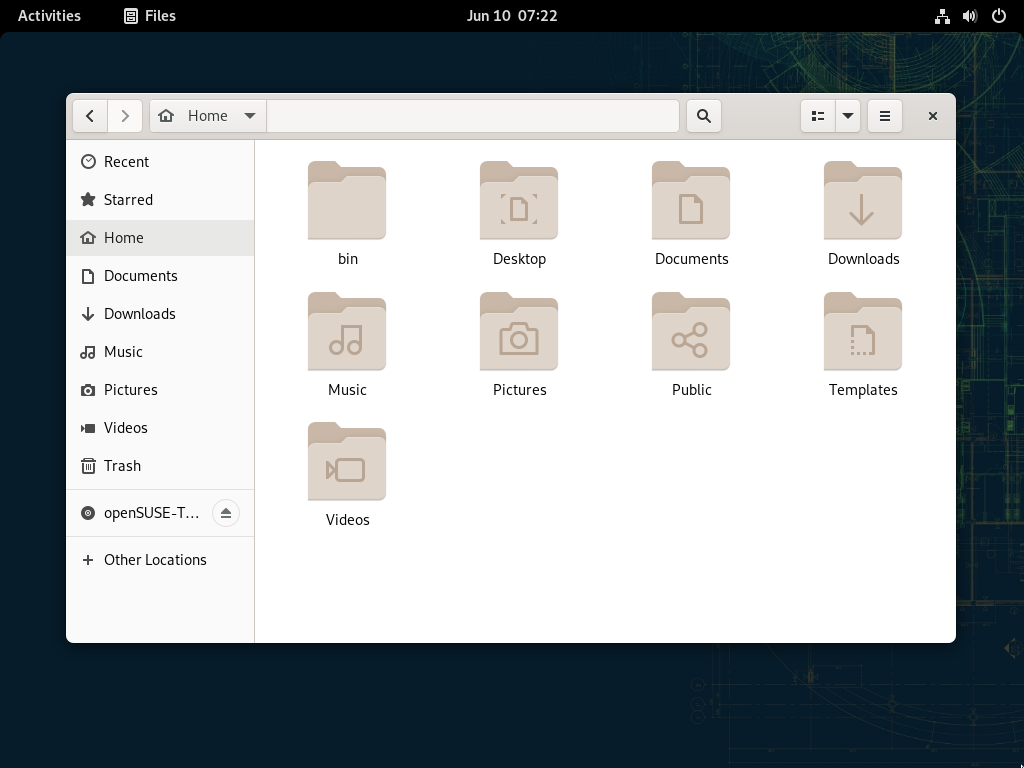 Activities Files Jun 10 07:22
Home
Recent
Starred
Home
Documents
Downloads
Music
Pictures
Videos
Trash
openSUSE-T…
Other Locations
bin Desktop Documents Downloads
Music Pictures Public Templates
Videos